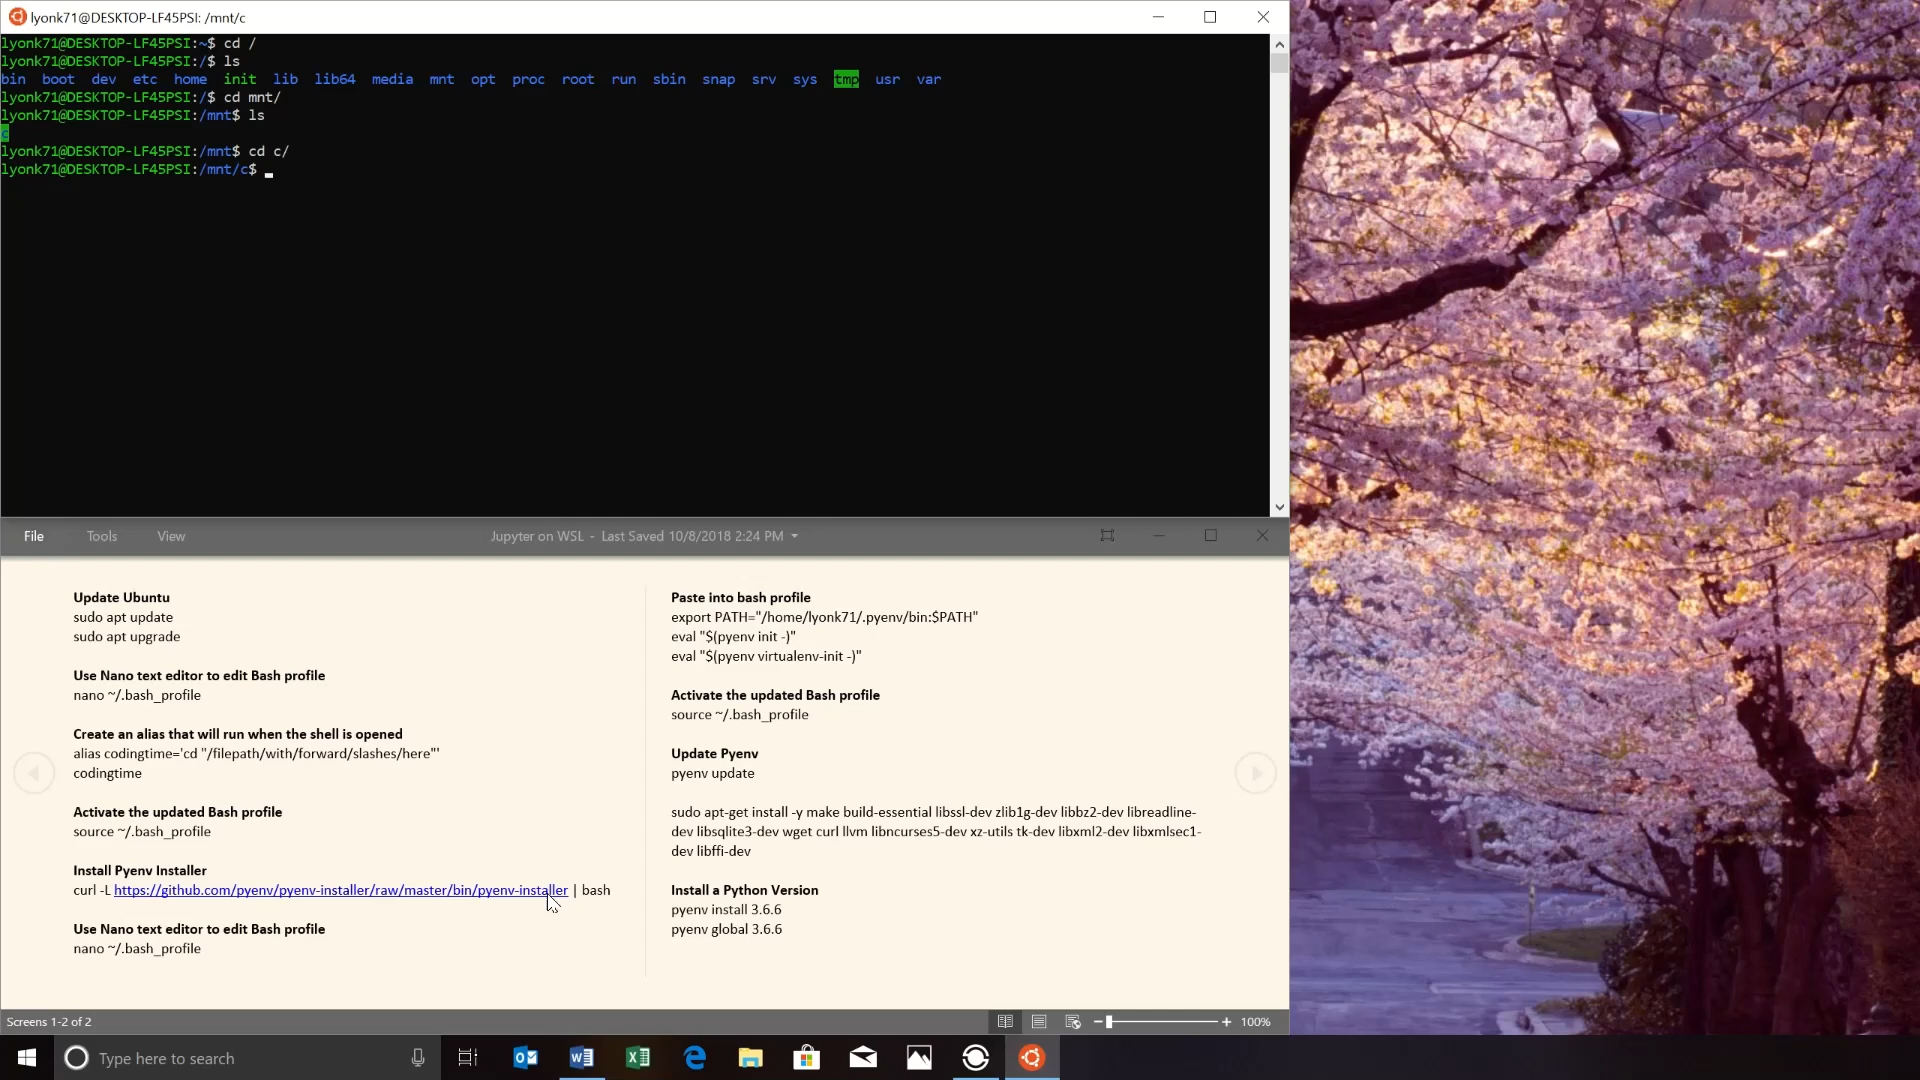 lyonk71@DESKTOP-LF45PSI: /mnt/c
lyonk71@DESKTOP-LF45PSI:~$ cd /
lyonk71@DESKTOP-LF45PSI:/$ ls
bin boot dev etc home init lib lib64 media mnt opt proc root run sbin snap srv sys tmp usr var
lyonk71@DESKTOP-LF45PSI:/$ cd mnt/
lyonk71@DESKTOP-LF45PSI:/mnt$ ls
c
lyonk71@DESKTOP-LF45PSI:/mnt$ cd c/
lyonk71@DESKTOP-LF45PSI:/mnt/c$
File Tools View Jupyter on WSL - Last Saved 10/8/2018 2:24 PM
Update Ubuntu
sudo apt update
sudo apt upgrade
Use Nano text editor to edit Bash profile
nano ~/.bash_profile
Create an alias that will run when the shell is opened
alias codingtime='cd "/filepath/with/forward/slashes/here"'
codingtime
Activate the updated Bash profile
source ~/.bash_profile
Install Pyenv Installer
curl -L https://github.com/pyenv/pyenv-installer/raw/master/bin/pyenv-installer | bash
Use Nano text editor to edit Bash profile
nano ~/.bash_profile
Paste into bash profile
export PATH="/home/lyonk71/.pyenv/bin:$PATH"
eval "$(pyenv init -)"
eval "$(pyenv virtualenv-init -)"
Activate the updated Bash profile
source ~/.bash_profile
Update Pyenv
pyenv update
sudo apt-get install -y make build-essential libssl-dev zlib1g-dev libbz2-dev libreadline-
dev libsqlite3-dev wget curl llvm libncurses5-dev xz-utils tk-dev libxml2-dev libxmlsec1-
dev libffi-dev
Install a Python Version
pyenv install 3.6.6
pyenv global 3.6.6
Screens 1-2 of 2
100%
Type here to search